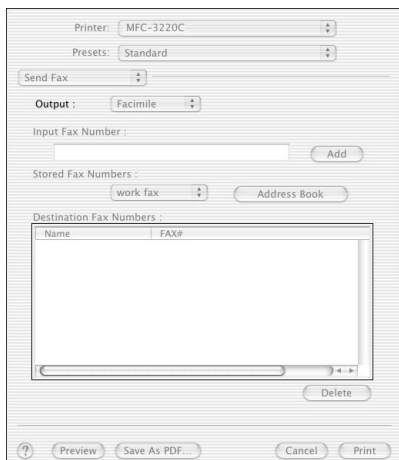 Printer: MFC-3220C
Presets: Standard
Send Fax
Output : Facimile
Input Fax Number :
Add
Stored Fax Numbers :
work fax Address Book
Destination Fax Numbers :
Name FAX#
Delete
? Preview Save As PDF... Cancel Print